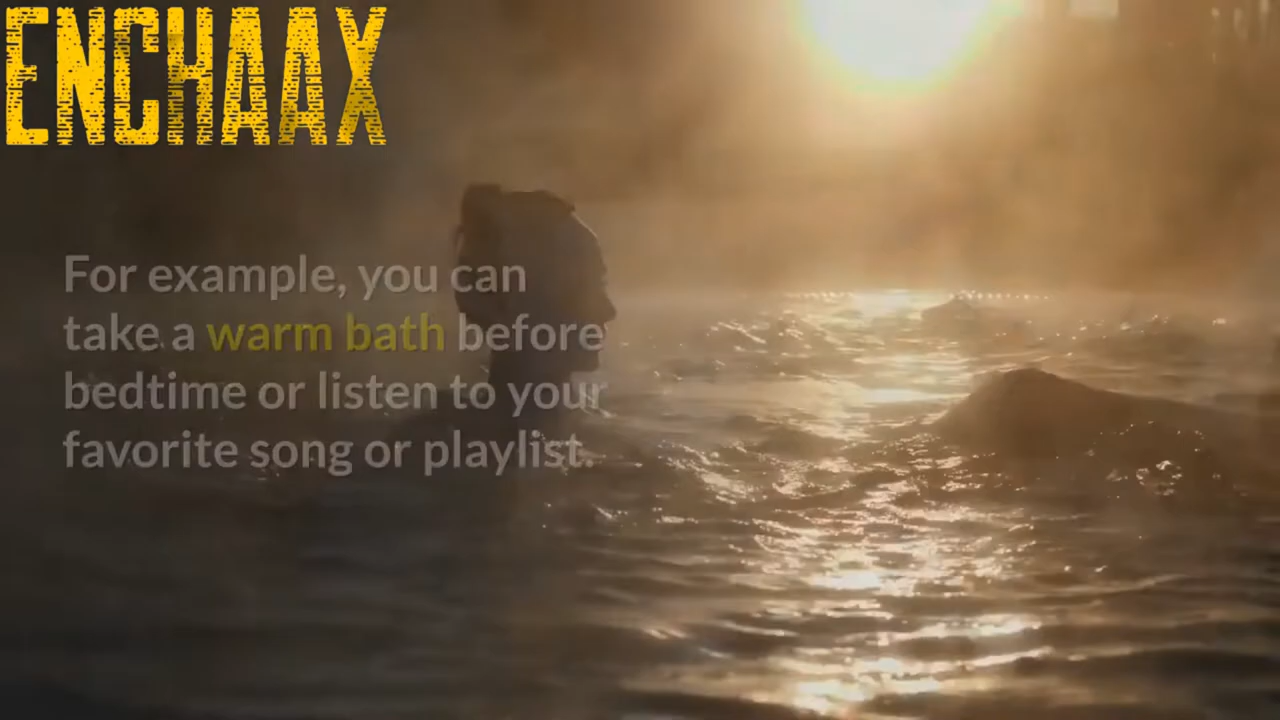 ENCHAAX
For example, you can
take a warm bath before
bedtime or listen to your
favorite song or playlist.